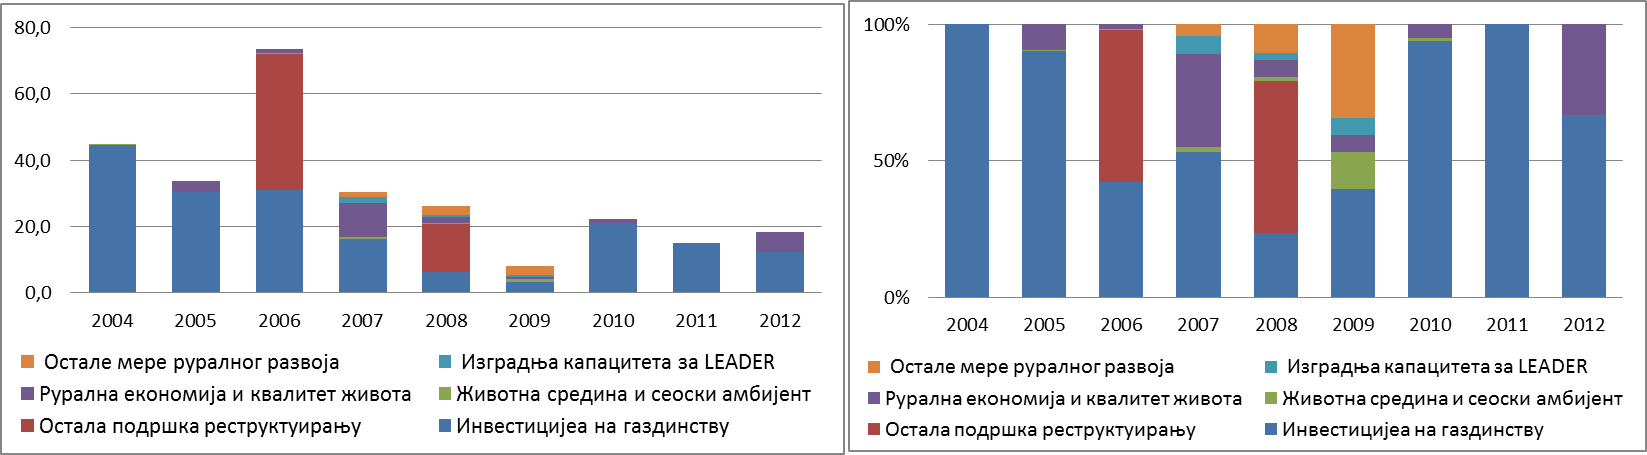 80,0
60,0
40,0
20,0
0,0
2004 2005 2006 2007 2008 2009 2010 2011 2012
Остале мере руралног развоја Изградња капацитета за LEADER
Рурална економија и квалитет живота Животна средина и сеоски амбијент
Остала подршка реструктуирању Инвестицијеа на газдинству
100%
50%
0%
2004 2005 2006 2007 2008 2009 2010 2011 2012
Остале мере руралног развоја Изградња капацитета за LEADER
Рурална економија и квалитет живота Животна средина и сеоски амбијент
Остала подршка реструктуирању Инвестицијеа на газдинству